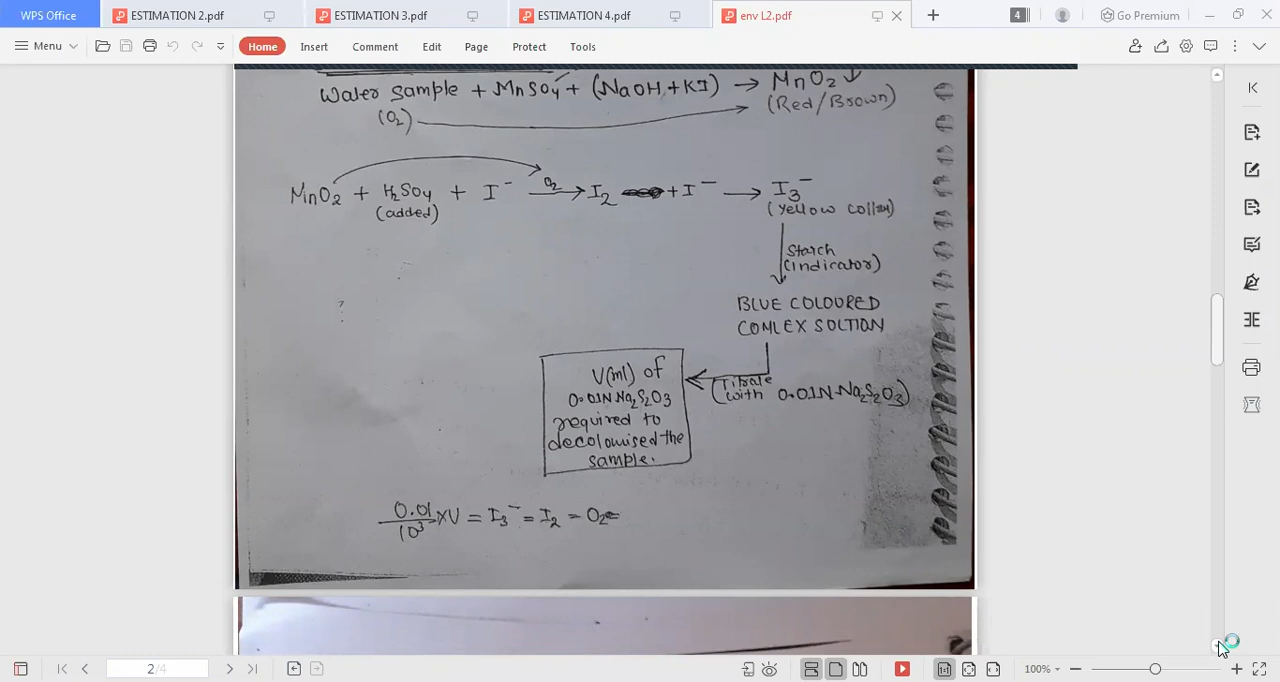 WPS Office
ESTIMATION 2.pdf
ESTIMATION 3.pdf
ESTIMATION 4.pdf
env L2.pdf
4
Go Premium
Menu
Home
Insert
Comment
Edit
Page
Protect
Tools
Water sample + MnSO4 + (NaOH + KI) → MnO2 ↓
(O2)
(Red/Brown)
MnO2 + H2SO4 + I⁻ →O2 I2 + I⁻ → I3⁻
(added)
(yellow
Starch
(Indicator)
BLUE COLOURED
COMLEX SOLTION
V(ml) of
0.01N Na2S2O3
required to
decolourised the
sample.
(Titrate
with 0.01N Na2S2O3)
0.01/10³ × V = I3⁻ = I2 = O2
2/4
100%